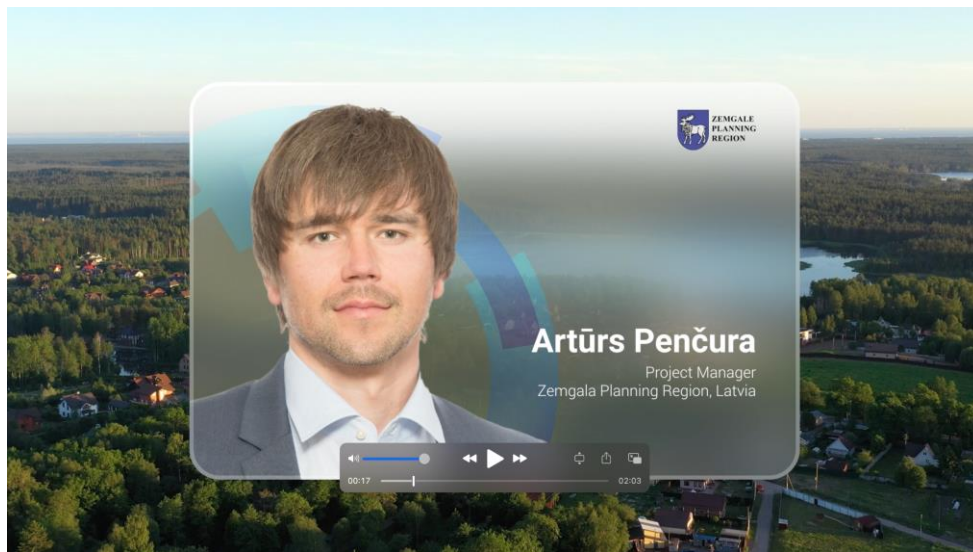 ZEMGALE
PLANNING
REGION
Artūrs Penčura
Project Manager
Zemgala Planning Region, Latvia
00:17
02:03